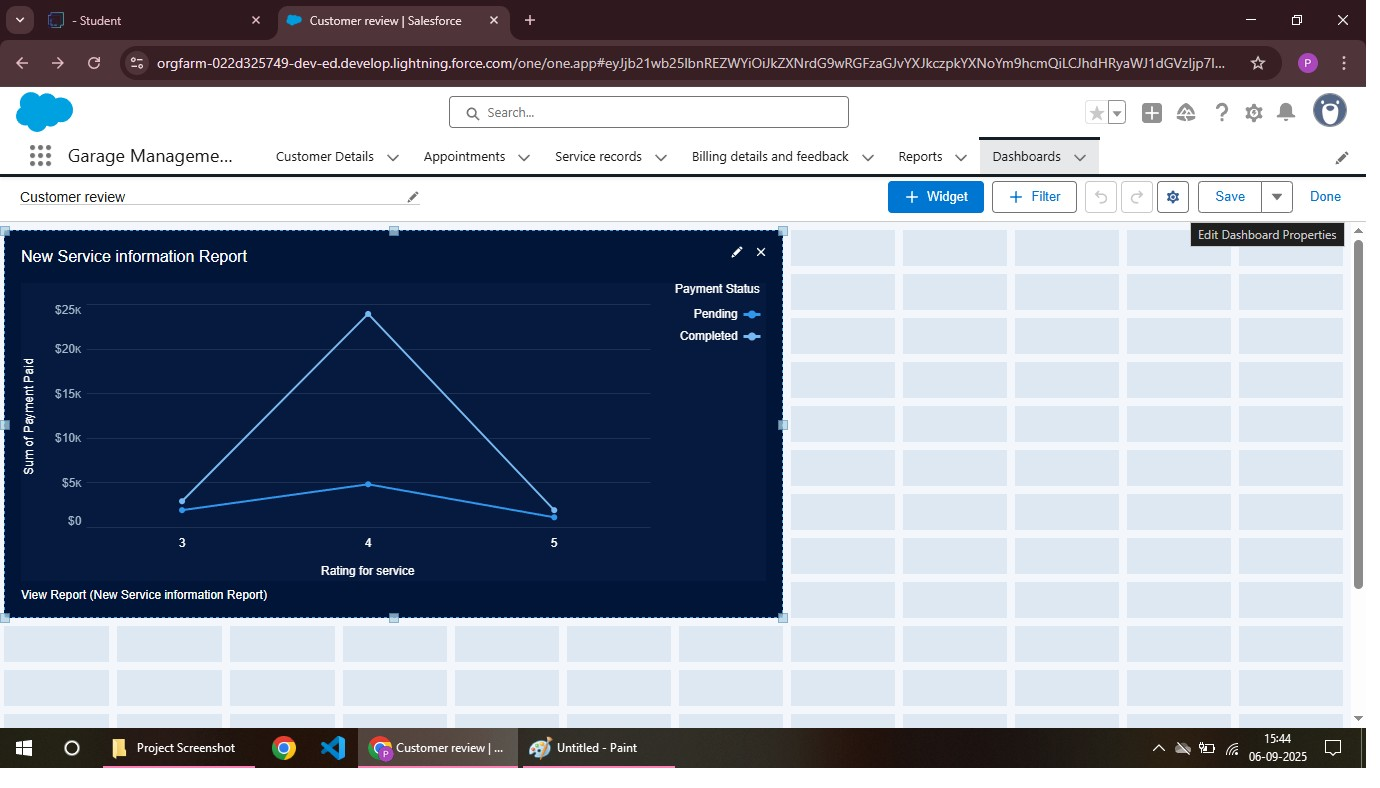 - Student
Customer review | Salesforce
orgfarm-022d325749-dev-ed.develop.lightning.force.com/one/one.app#eyJjb21wb25lbnREZWYiOiJkZXNrdG9wRGFzaGJvYXJkczpkYXNoYm9hcmQiLCJhdHRyaWJ1dGVzIjp7I...
P
Search...
Garage Manageme...
Customer Details
Appointments
Service records
Billing details and feedback
Reports
Dashboards
Customer review
+ Widget
+ Filter
Save
Done
Edit Dashboard Properties
New Service information Report
Payment Status
Pending
Completed
Sum of Payment Paid
$25K
$20K
$15K
$10K
$5K
$0
3 4 5
Rating for service
View Report (New Service information Report)
Project Screenshot
P
Customer review | ...
Untitled - Paint
15:44
06-09-2025